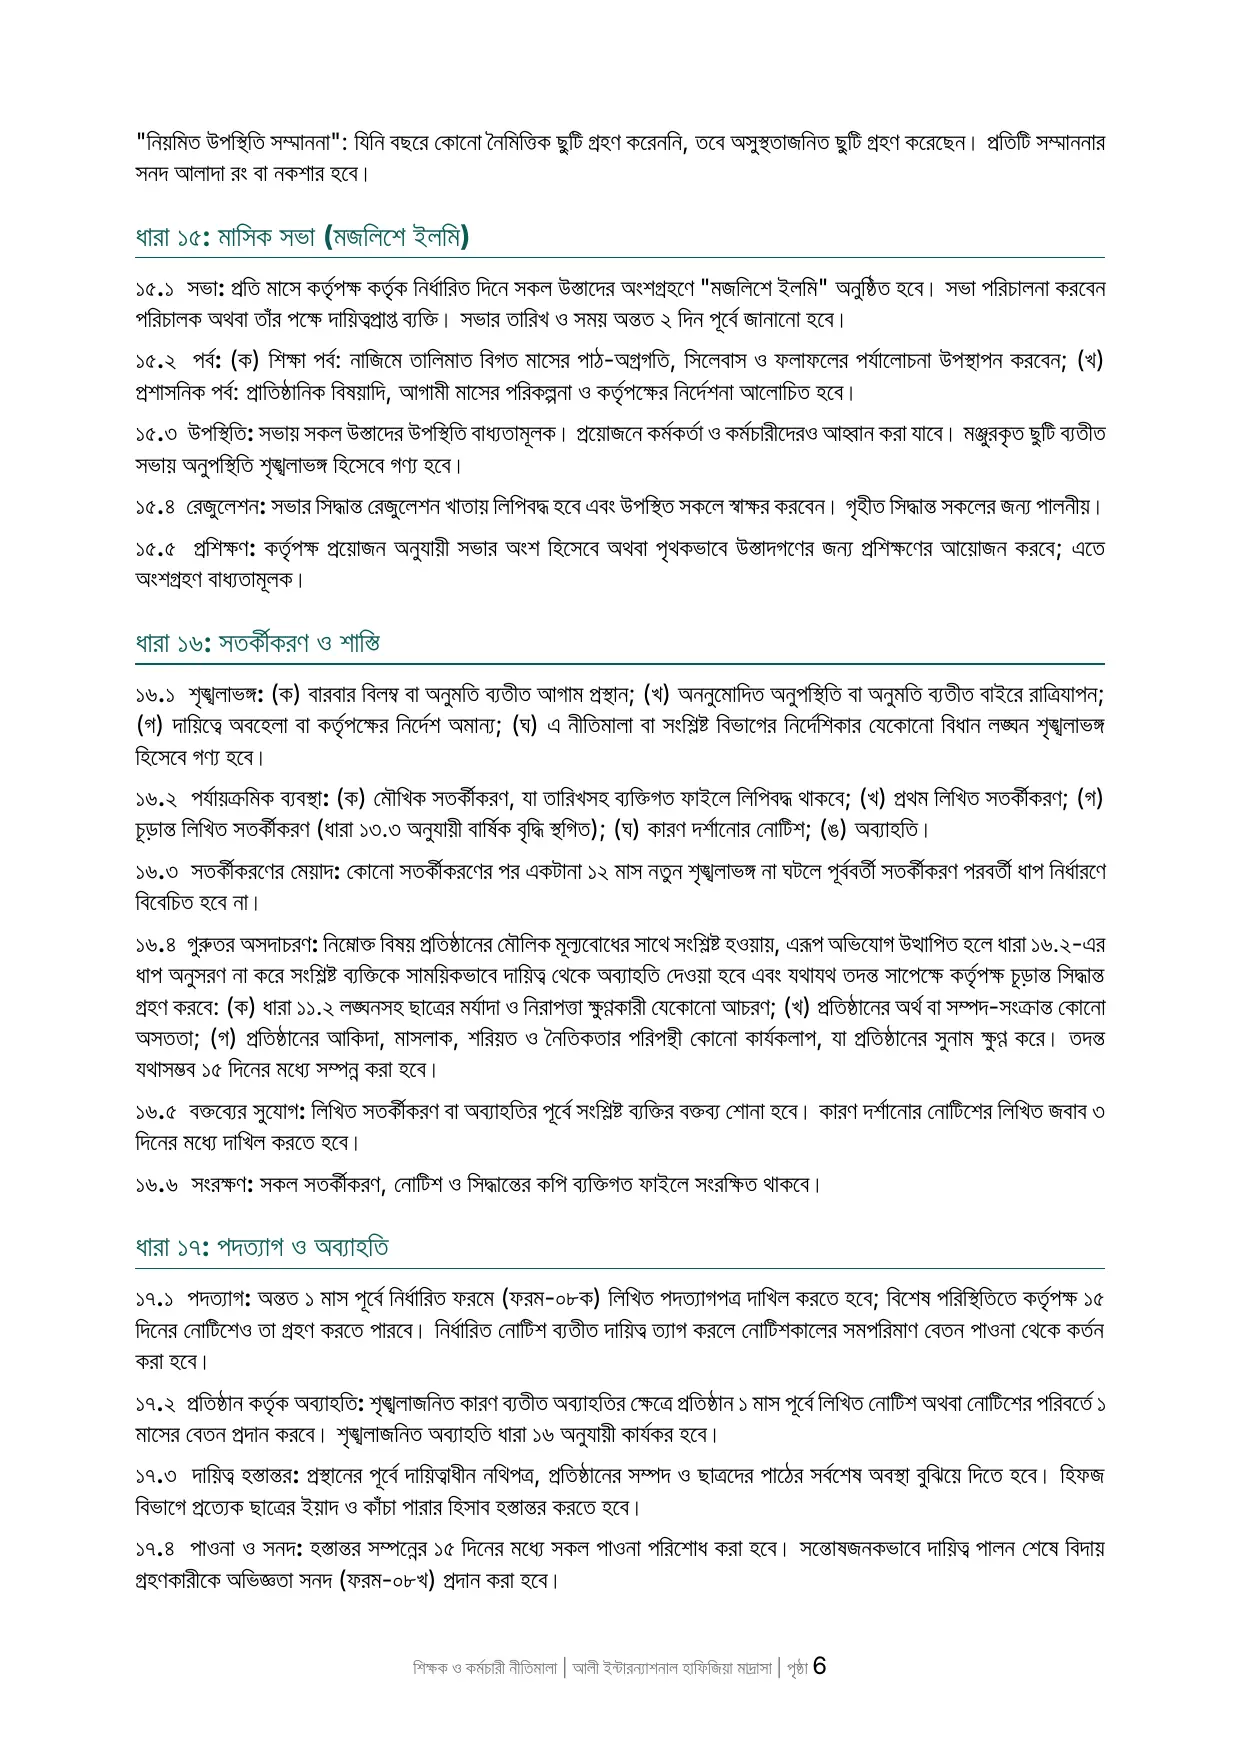 "নিয়মিত উপস্থিতি সম্মাননা": যিনি বছরে কোনো নৈমিত্তিক ছুটি গ্রহণ করেননি, তবে অসুস্থতাজনিত ছুটি গ্রহণ করেছেন। প্রতিটি সম্মাননার
সনদ আলাদা রং বা নকশার হবে।
ধারা ১৫: মাসিক সভা (মজলিশে ইলমি)
১৫.১ সভা: প্রতি মাসে কর্তৃপক্ষ কর্তৃক নির্ধারিত দিনে সকল উস্তাদের অংশগ্রহণে "মজলিশে ইলমি" অনুষ্ঠিত হবে। সভা পরিচালনা করবেন
পরিচালক অথবা তাঁর পক্ষে দায়িত্বপ্রাপ্ত ব্যক্তি। সভার তারিখ ও সময় অন্তত ২ দিন পূর্বে জানানো হবে।
১৫.২ পর্ব: (ক) শিক্ষা পর্ব: নাজিমে তালিমাত বিগত মাসের পাঠ-অগ্রগতি, সিলেবাস ও ফলাফলের পর্যালোচনা উপস্থাপন করবেন; (খ)
প্রশাসনিক পর্ব: প্রাতিষ্ঠানিক বিষয়াদি, আগামী মাসের পরিকল্পনা ও কর্তৃপক্ষের নির্দেশনা আলোচিত হবে।
১৫.৩ উপস্থিতি: সভায় সকল উস্তাদের উপস্থিতি বাধ্যতামূলক। প্রয়োজনে কর্মকর্তা ও কর্মচারীদেরও আহ্বান করা যাবে। মঞ্জুরকৃত ছুটি ব্যতীত
সভায় অনুপস্থিতি শৃঙ্খলাভঙ্গ হিসেবে গণ্য হবে।
১৫.৪ রেজুলেশন: সভার সিদ্ধান্ত রেজুলেশন খাতায় লিপিবদ্ধ হবে এবং উপস্থিত সকলে স্বাক্ষর করবেন। গৃহীত সিদ্ধান্ত সকলের জন্য পালনীয়।
১৫.৫ প্রশিক্ষণ: কর্তৃপক্ষ প্রয়োজন অনুযায়ী সভার অংশ হিসেবে অথবা পৃথকভাবে উস্তাদগণের জন্য প্রশিক্ষণের আয়োজন করবে; এতে
অংশগ্রহণ বাধ্যতামূলক।
ধারা ১৬: সতর্কীকরণ ও শাস্তি
১৬.১ শৃঙ্খলাভঙ্গ: (ক) বারবার বিলম্ব বা অনুমতি ব্যতীত আগাম প্রস্থান; (খ) অননুমোদিত অনুপস্থিতি বা অনুমতি ব্যতীত বাইরে রাত্রিযাপন;
(গ) দায়িত্বে অবহেলা বা কর্তৃপক্ষের নির্দেশ অমান্য; (ঘ) এ নীতিমালা বা সংশ্লিষ্ট বিভাগের নির্দেশিকার যেকোনো বিধান লঙ্ঘন শৃঙ্খলাভঙ্গ
হিসেবে গণ্য হবে।
১৬.২ পর্যায়ক্রমিক ব্যবস্থা: (ক) মৌখিক সতর্কীকরণ, যা তারিখসহ ব্যক্তিগত ফাইলে লিপিবদ্ধ থাকবে; (খ) প্রথম লিখিত সতর্কীকরণ; (গ)
চূড়ান্ত লিখিত সতর্কীকরণ (ধারা ১৩.৩ অনুযায়ী বার্ষিক বৃদ্ধি স্থগিত); (ঘ) কারণ দর্শানোর নোটিশ; (ঙ) অব্যাহতি।
১৬.৩ সতর্কীকরণের মেয়াদ: কোনো সতর্কীকরণের পর একটানা ১২ মাস নতুন শৃঙ্খলাভঙ্গ না ঘটলে পূর্ববর্তী সতর্কীকরণ পরবর্তী ধাপ নির্ধারণে
বিবেচিত হবে না।
১৬.৪ গুরুতর অসদাচরণ: নিম্নোক্ত বিষয় প্রতিষ্ঠানের মৌলিক মূল্যবোধের সাথে সংশ্লিষ্ট হওয়ায়, এরূপ অভিযোগ উত্থাপিত হলে ধারা ১৬.২-এর
ধাপ অনুসরণ না করে সংশ্লিষ্ট ব্যক্তিকে সাময়িকভাবে দায়িত্ব থেকে অব্যাহতি দেওয়া হবে এবং যথাযথ তদন্ত সাপেক্ষে কর্তৃপক্ষ চূড়ান্ত সিদ্ধান্ত
গ্রহণ করবে: (ক) ধারা ১১.২ লঙ্ঘনসহ ছাত্রের মর্যাদা ও নিরাপত্তা ক্ষুণ্ণকারী যেকোনো আচরণ; (খ) প্রতিষ্ঠানের অর্থ বা সম্পদ-সংক্রান্ত কোনো
অসততা; (গ) প্রতিষ্ঠানের আকিদা, মাসলাক, শরিয়ত ও নৈতিকতার পরিপন্থী কোনো কার্যকলাপ, যা প্রতিষ্ঠানের সুনাম ক্ষুণ্ণ করে। তদন্ত
যথাসম্ভব ১৫ দিনের মধ্যে সম্পন্ন করা হবে।
১৬.৫ বক্তব্যের সুযোগ: লিখিত সতর্কীকরণ বা অব্যাহতির পূর্বে সংশ্লিষ্ট ব্যক্তির বক্তব্য শোনা হবে। কারণ দর্শানোর নোটিশের লিখিত জবাব ৩
দিনের মধ্যে দাখিল করতে হবে।
১৬.৬ সংরক্ষণ: সকল সতর্কীকরণ, নোটিশ ও সিদ্ধান্তের কপি ব্যক্তিগত ফাইলে সংরক্ষিত থাকবে।
ধারা ১৭: পদত্যাগ ও অব্যাহতি
১৭.১ পদত্যাগ: অন্তত ১ মাস পূর্বে নির্ধারিত ফরমে (ফরম-০৮ক) লিখিত পদত্যাগপত্র দাখিল করতে হবে; বিশেষ পরিস্থিতিতে কর্তৃপক্ষ ১৫
দিনের নোটিশেও তা গ্রহণ করতে পারবে। নির্ধারিত নোটিশ ব্যতীত দায়িত্ব ত্যাগ করলে নোটিশকালের সমপরিমাণ বেতন পাওনা থেকে কর্তন
করা হবে।
১৭.২ প্রতিষ্ঠান কর্তৃক অব্যাহতি: শৃঙ্খলাজনিত কারণ ব্যতীত অব্যাহতির ক্ষেত্রে প্রতিষ্ঠান ১ মাস পূর্বে লিখিত নোটিশ অথবা নোটিশের পরিবর্তে ১
মাসের বেতন প্রদান করবে। শৃঙ্খলাজনিত অব্যাহতি ধারা ১৬ অনুযায়ী কার্যকর হবে।
১৭.৩ দায়িত্ব হস্তান্তর: প্রস্থানের পূর্বে দায়িত্বাধীন নথিপত্র, প্রতিষ্ঠানের সম্পদ ও ছাত্রদের পাঠের সর্বশেষ অবস্থা বুঝিয়ে দিতে হবে। হিফজ
বিভাগে প্রত্যেক ছাত্রের ইয়াদ ও কাঁচা পারার হিসাব হস্তান্তর করতে হবে।
১৭.৪ পাওনা ও সনদ: হস্তান্তর সম্পন্নের ১৫ দিনের মধ্যে সকল পাওনা পরিশোধ করা হবে। সন্তোষজনকভাবে দায়িত্ব পালন শেষে বিদায়
গ্রহণকারীকে অভিজ্ঞতা সনদ (ফরম-০৮খ) প্রদান করা হবে।
শিক্ষক ও কর্মচারী নীতিমালা | আলী ইন্টারন্যাশনাল হাফিজিয়া মাদ্রাসা | পৃষ্ঠা 6